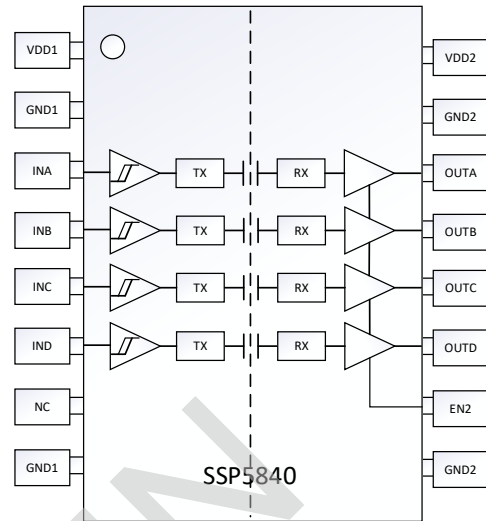 VDD1
VDD2
GND1
GND2
INA
TX
RX
OUTA
INB
TX
RX
OUTB
INC
TX
RX
OUTC
IND
TX
RX
OUTD
NC
EN2
GND1
SSP5840
GND2